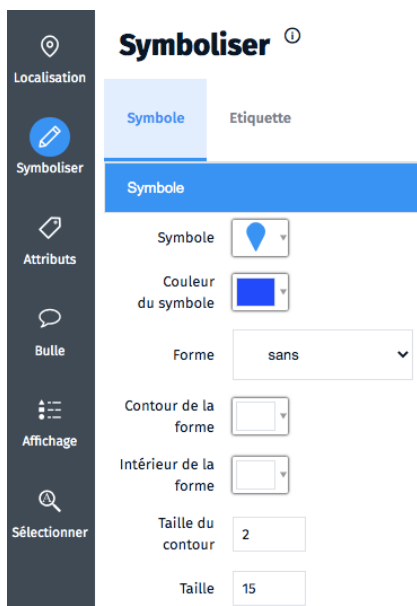 Symboliser
Localisation
Symboliser
Attributs
Bulle
Affichage
Sélectionner
Symbole Etiquette
Symbole
Symbole
Couleur
du symbole
Forme sans
Contour de la
forme
Intérieur de la
forme
Taille du
contour 2
Taille 15